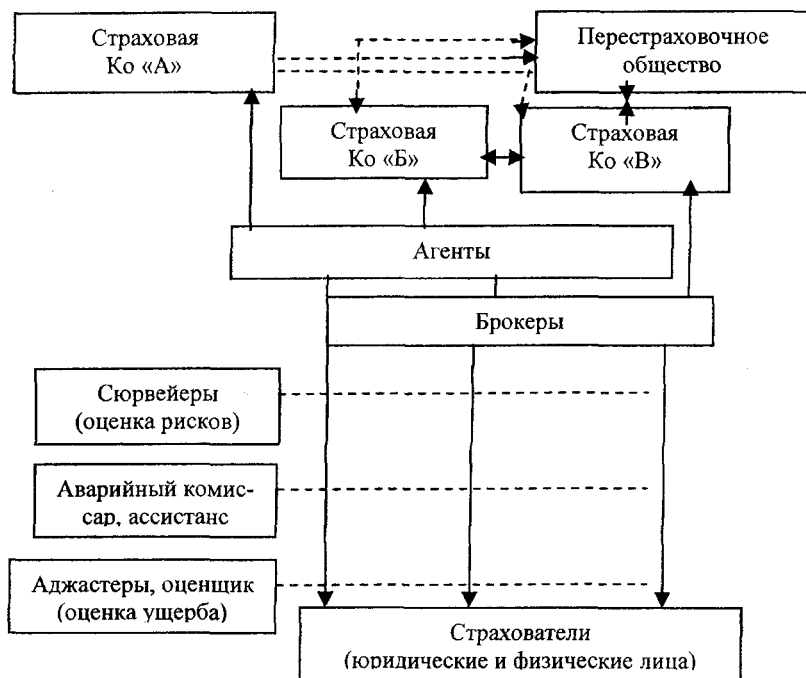 Страховая
Ко «А»
Перестраховочное
общество
Страховая
Ко «Б»
Страховая
Ко «В»
Агенты
Брокеры
Сюрвейеры
(оценка рисков)
Аварийный комис-
сар, ассистанс
Аджастеры, оценщик
(оценка ущерба)
Страхователи
(юридические и физические лица)